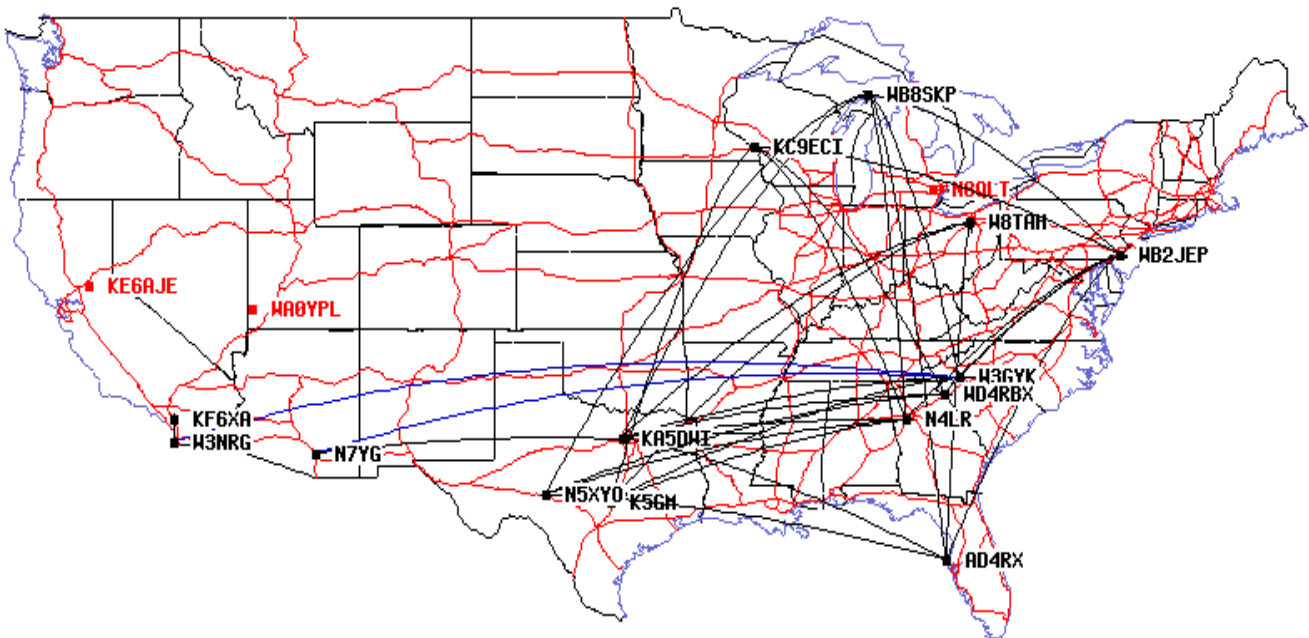 WB8SKP
KC9ECI
N8OLT
W8TAH
WB2JEP
KE6AJE
WA0YPL
W3GYK
WD4RBX
KF6XA
N4LR
W3NRG
KA5DWI
N7YG
N5XYO
K5GM
AD4RX